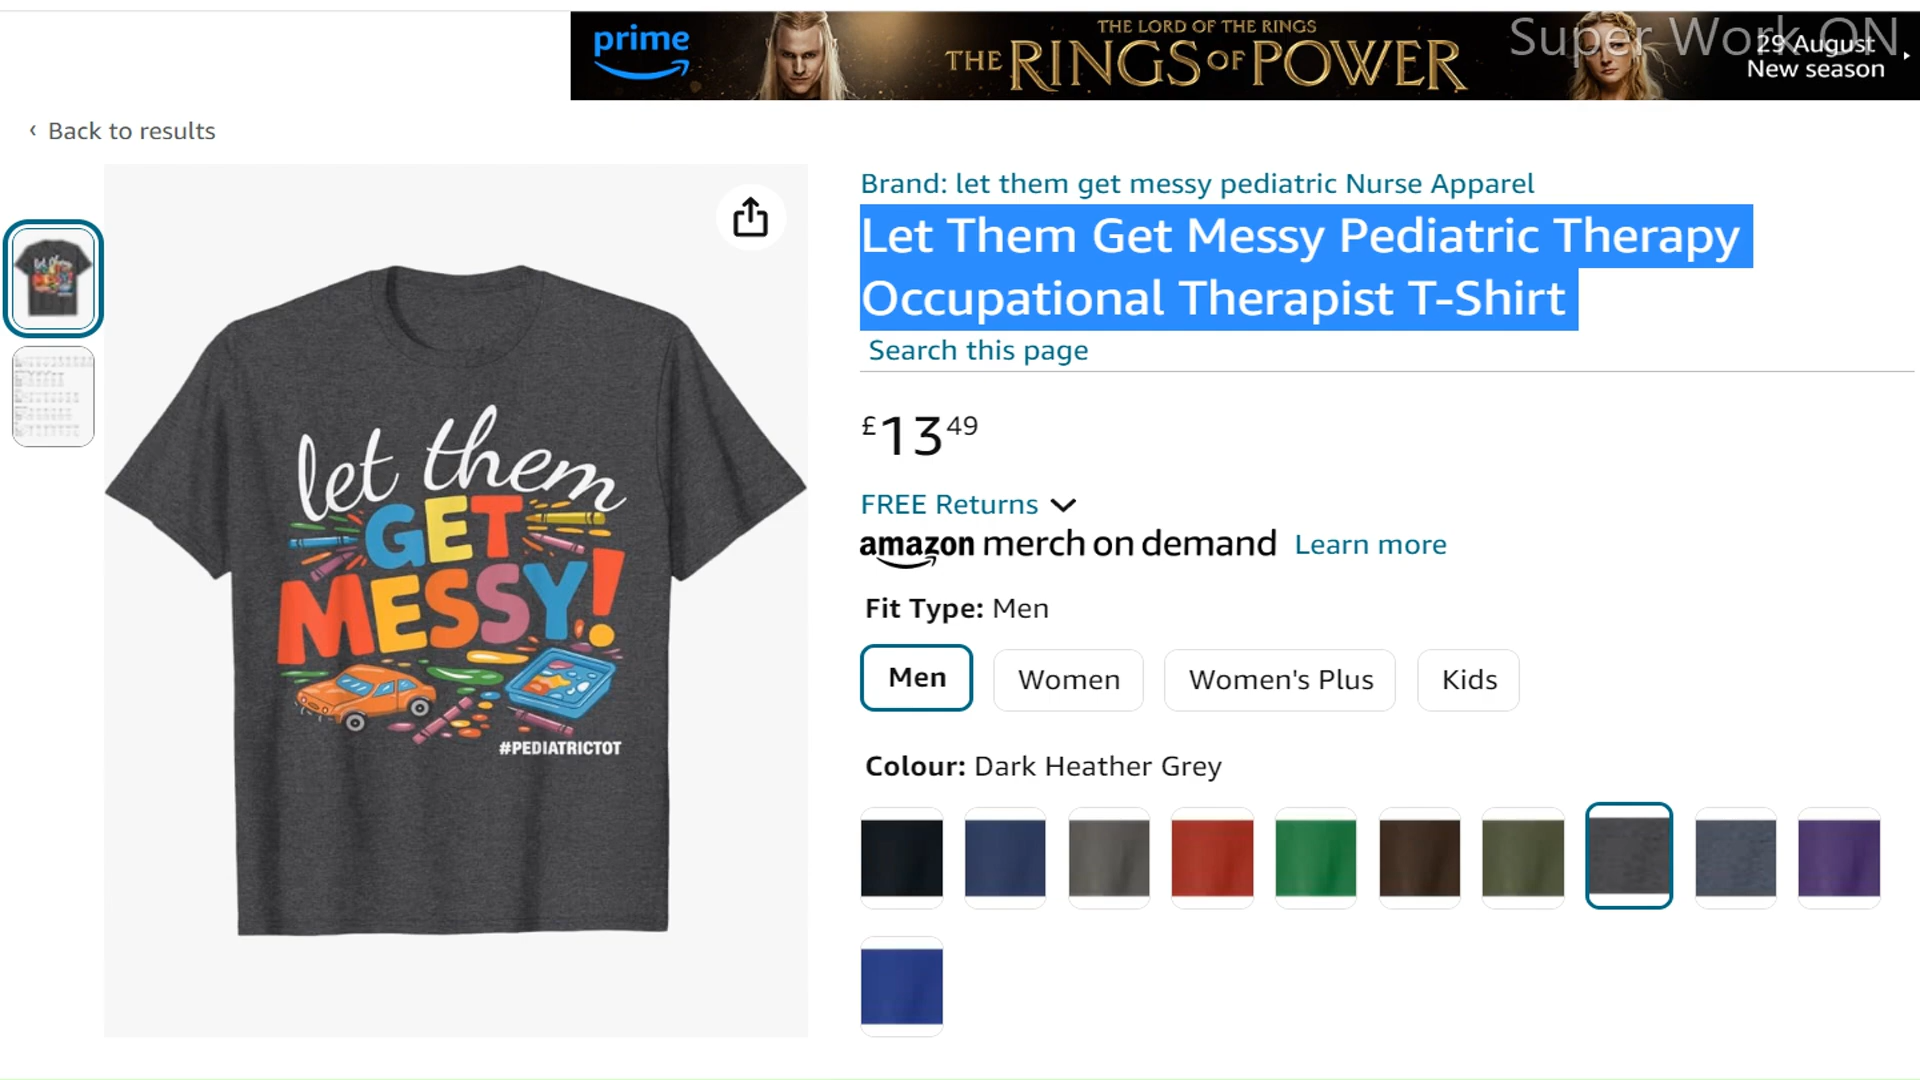 prime
THE LORD OF THE RINGS
THE RINGS OF POWER
Super Work ON
29 August
New season
‹ Back to results
Brand: let them get messy pediatric Nurse Apparel
Let Them Get Messy Pediatric Therapy
Occupational Therapist T-Shirt
Search this page
£13 49
FREE Returns
amazon merch on demand Learn more
Fit Type: Men
Men Women Women's Plus Kids
Colour: Dark Heather Grey
let them
GET
MESSY!
#PEDIATRICTOT